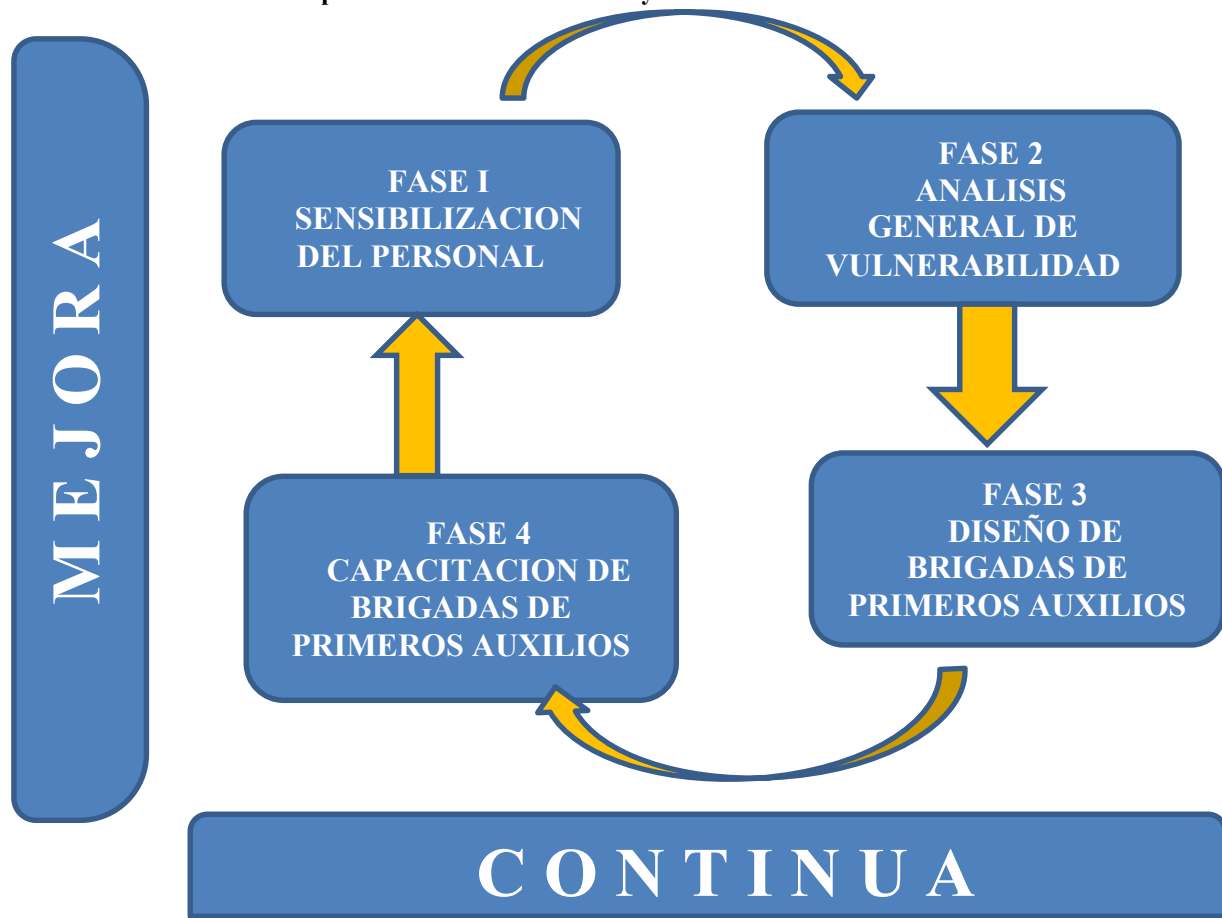 MEJORA
FASE I
SENSIBILIZACION
DEL PERSONAL
FASE 2
ANALISIS
GENERAL DE
VULNERABILIDAD
FASE 3
DISEÑO DE
BRIGADAS DE
PRIMEROS AUXILIOS
FASE 4
CAPACITACION DE
BRIGADAS DE
PRIMEROS AUXILIOS
CONTINUA